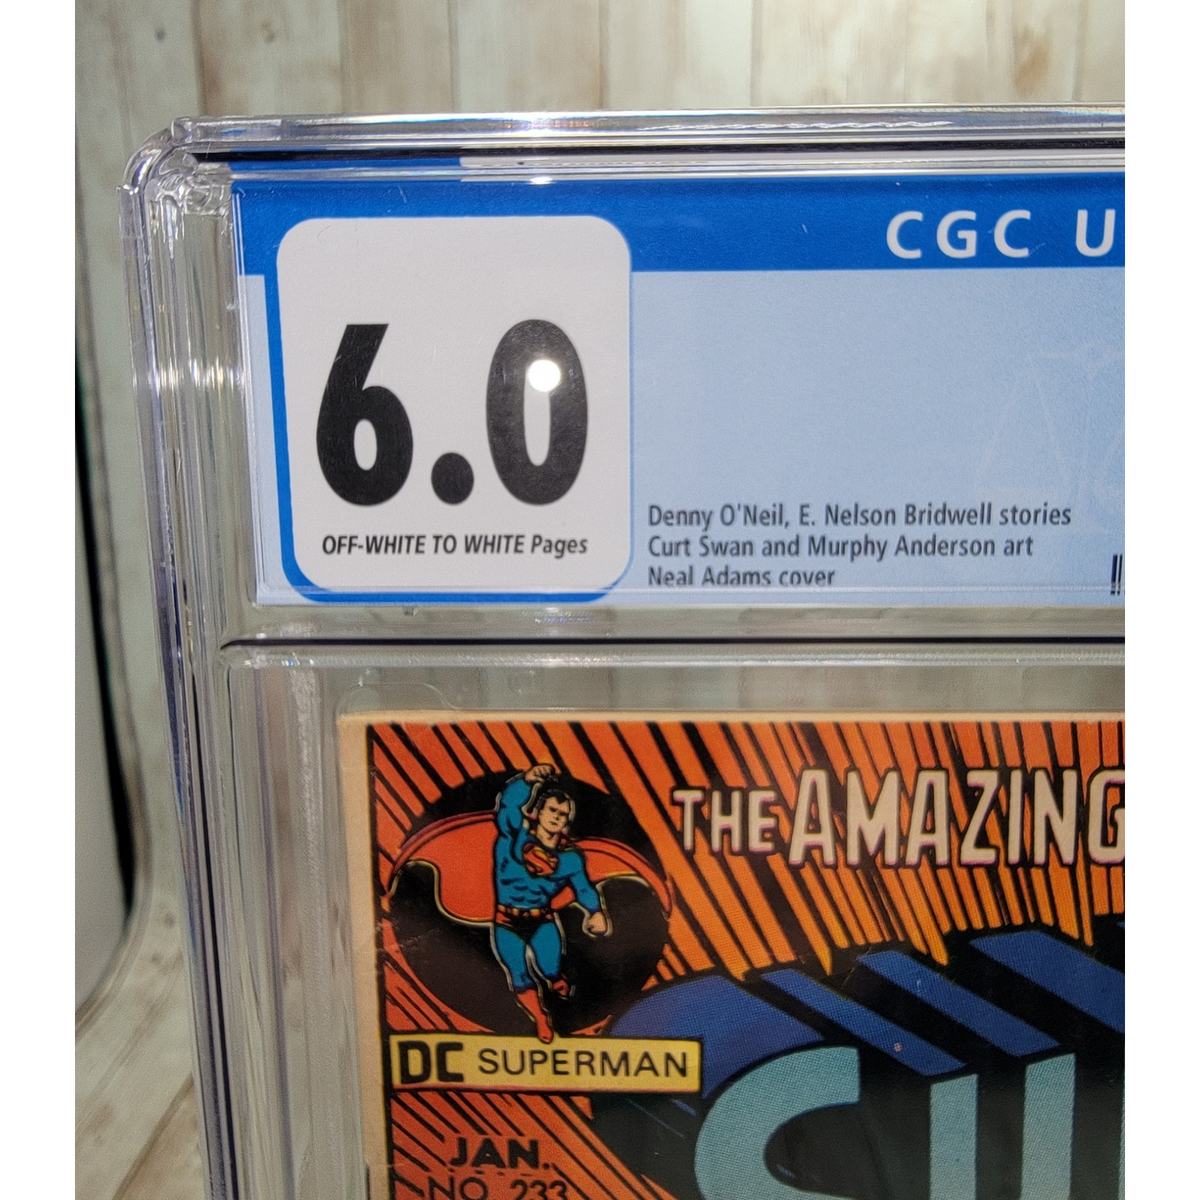 CGC U
6.0
OFF-WHITE TO WHITE Pages
Denny O'Neil, E. Nelson Bridwell stories
Curt Swan and Murphy Anderson art
Neal Adams cover
THE AMAZING
SU
DC SUPERMAN
JAN.
NO. 233